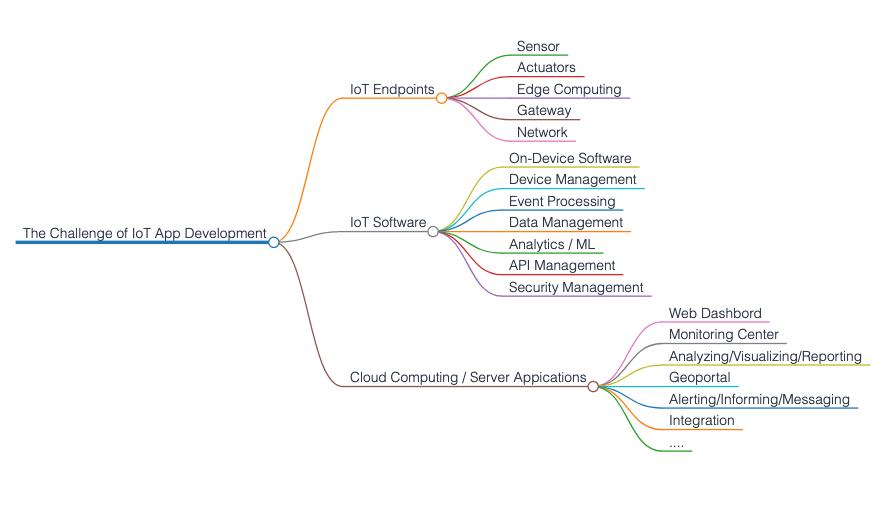 The Challenge of IoT App Development
IoT Endpoints
Sensor
Actuators
Edge Computing
Gateway
Network
IoT Software
On-Device Software
Device Management
Event Processing
Data Management
Analytics / ML
API Management
Security Management
Cloud Computing / Server Appications
Web Dashbord
Monitoring Center
Analyzing/Visualizing/Reporting
Geoportal
Alerting/Informing/Messaging
Integration
....